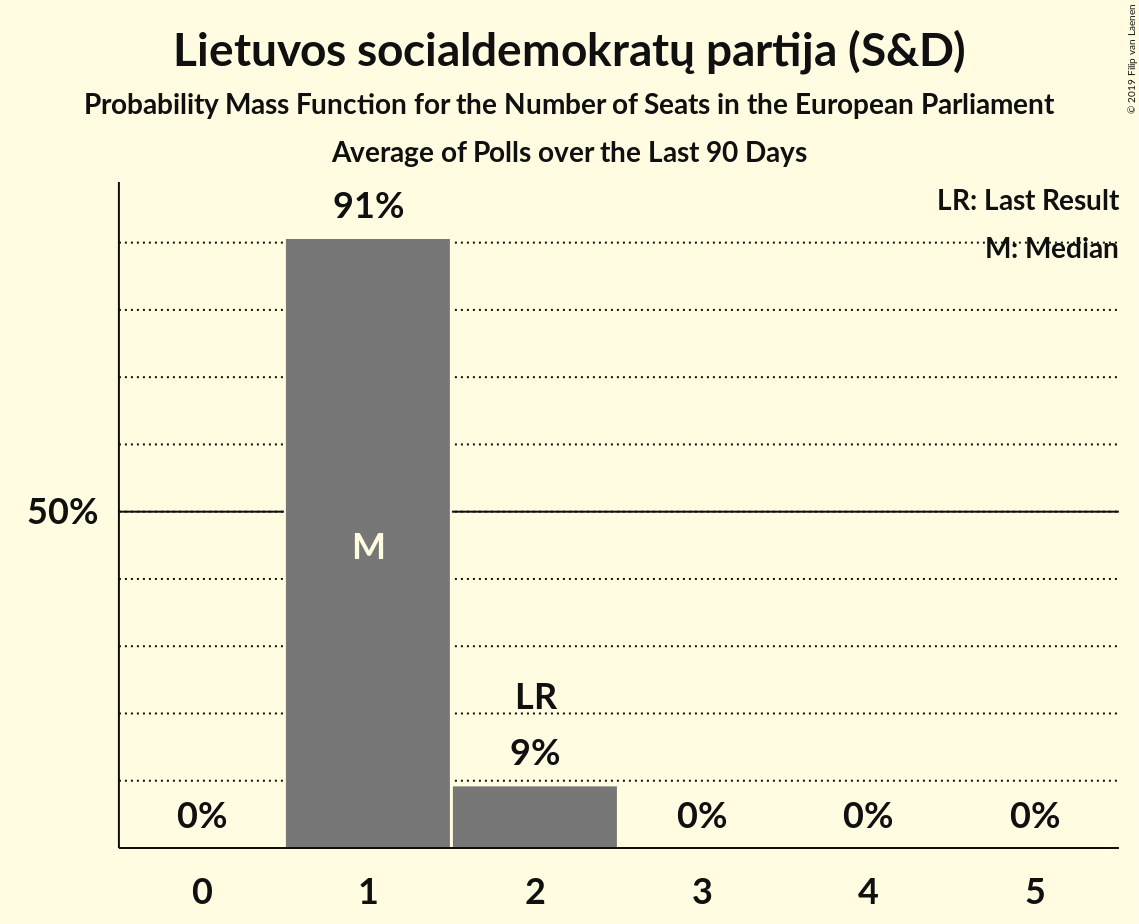 Lietuvos socialdemokratų partija (S&D)
Probability Mass Function for the Number of Seats in the European Parliament
Average of Polls over the Last 90 Days
© 2019 Filip van Laenen
LR: Last Result
M: Median
91%
50%
M
LR
9%
0% 0% 0% 0%
0 1 2 3 4 5